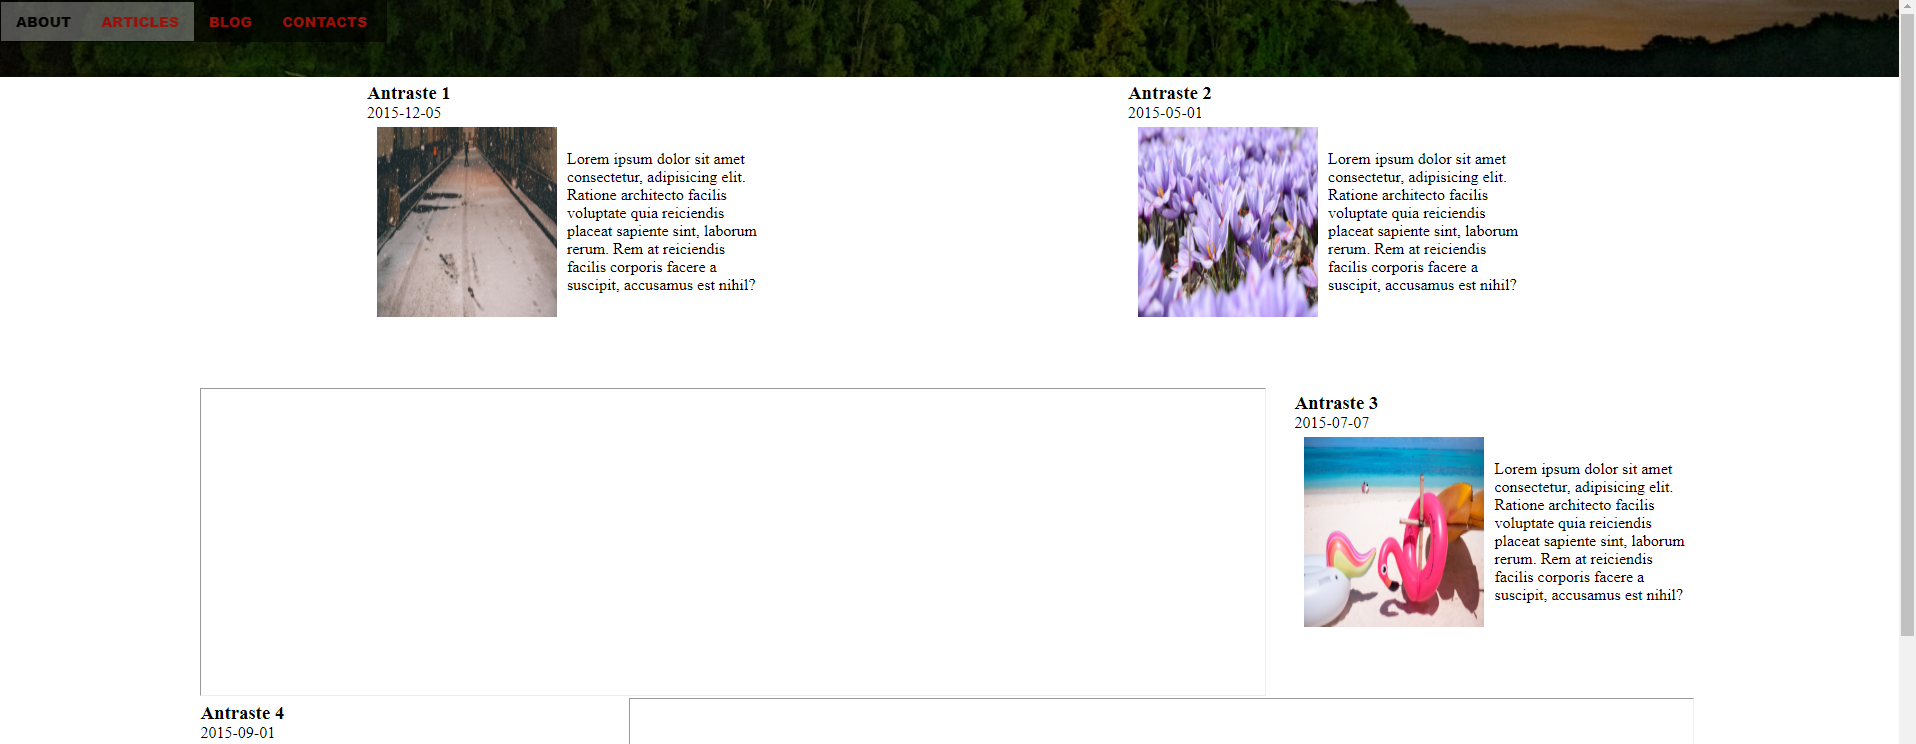 ABOUT ARTICLES BLOG CONTACTS
Antraste 1
2015-12-05
Lorem ipsum dolor sit amet
consectetur, adipisicing elit.
Ratione architecto facilis
voluptate quia reiciendis
placeat sapiente sint, laborum
rerum. Rem at reiciendis
facilis corporis facere a
suscipit, accusamus est nihil?
Antraste 2
2015-05-01
Lorem ipsum dolor sit amet
consectetur, adipisicing elit.
Ratione architecto facilis
voluptate quia reiciendis
placeat sapiente sint, laborum
rerum. Rem at reiciendis
facilis corporis facere a
suscipit, accusamus est nihil?
Antraste 3
2015-07-07
Lorem ipsum dolor sit amet
consectetur, adipisicing elit.
Ratione architecto facilis
voluptate quia reiciendis
placeat sapiente sint, laborum
rerum. Rem at reiciendis
facilis corporis facere a
suscipit, accusamus est nihil?
Antraste 4
2015-09-01